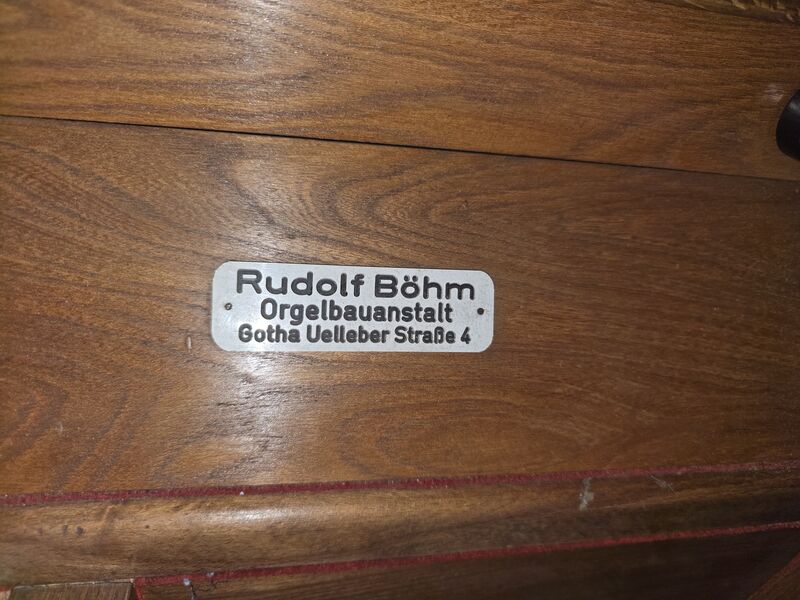 Rudolf Böhm
Orgelbauanstalt
Gotha Uelleber Straße 4